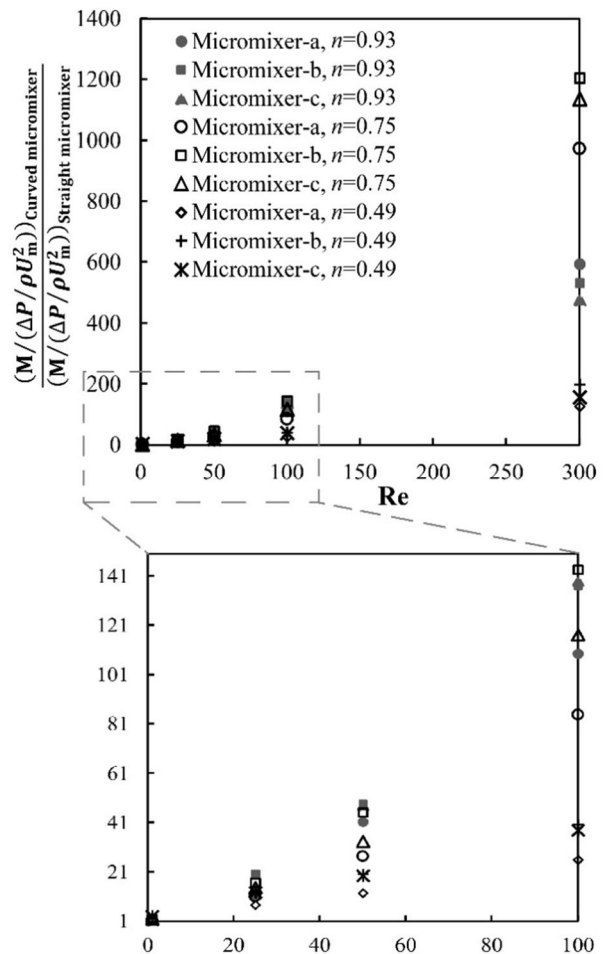 (M/(ΔP/ρU²ₘ))Curved micromixer
(M/(ΔP/ρU²ₘ))Straight micromixer
1400
1200
1000
800
600
400
200
0
Micromixer-a, n=0.93
Micromixer-b, n=0.93
Micromixer-c, n=0.93
Micromixer-a, n=0.75
Micromixer-b, n=0.75
Micromixer-c, n=0.75
Micromixer-a, n=0.49
Micromixer-b, n=0.49
Micromixer-c, n=0.49
0 50 100 150 200 250 300
Re
141
121
101
81
61
41
21
1
0 20 40 60 80 100